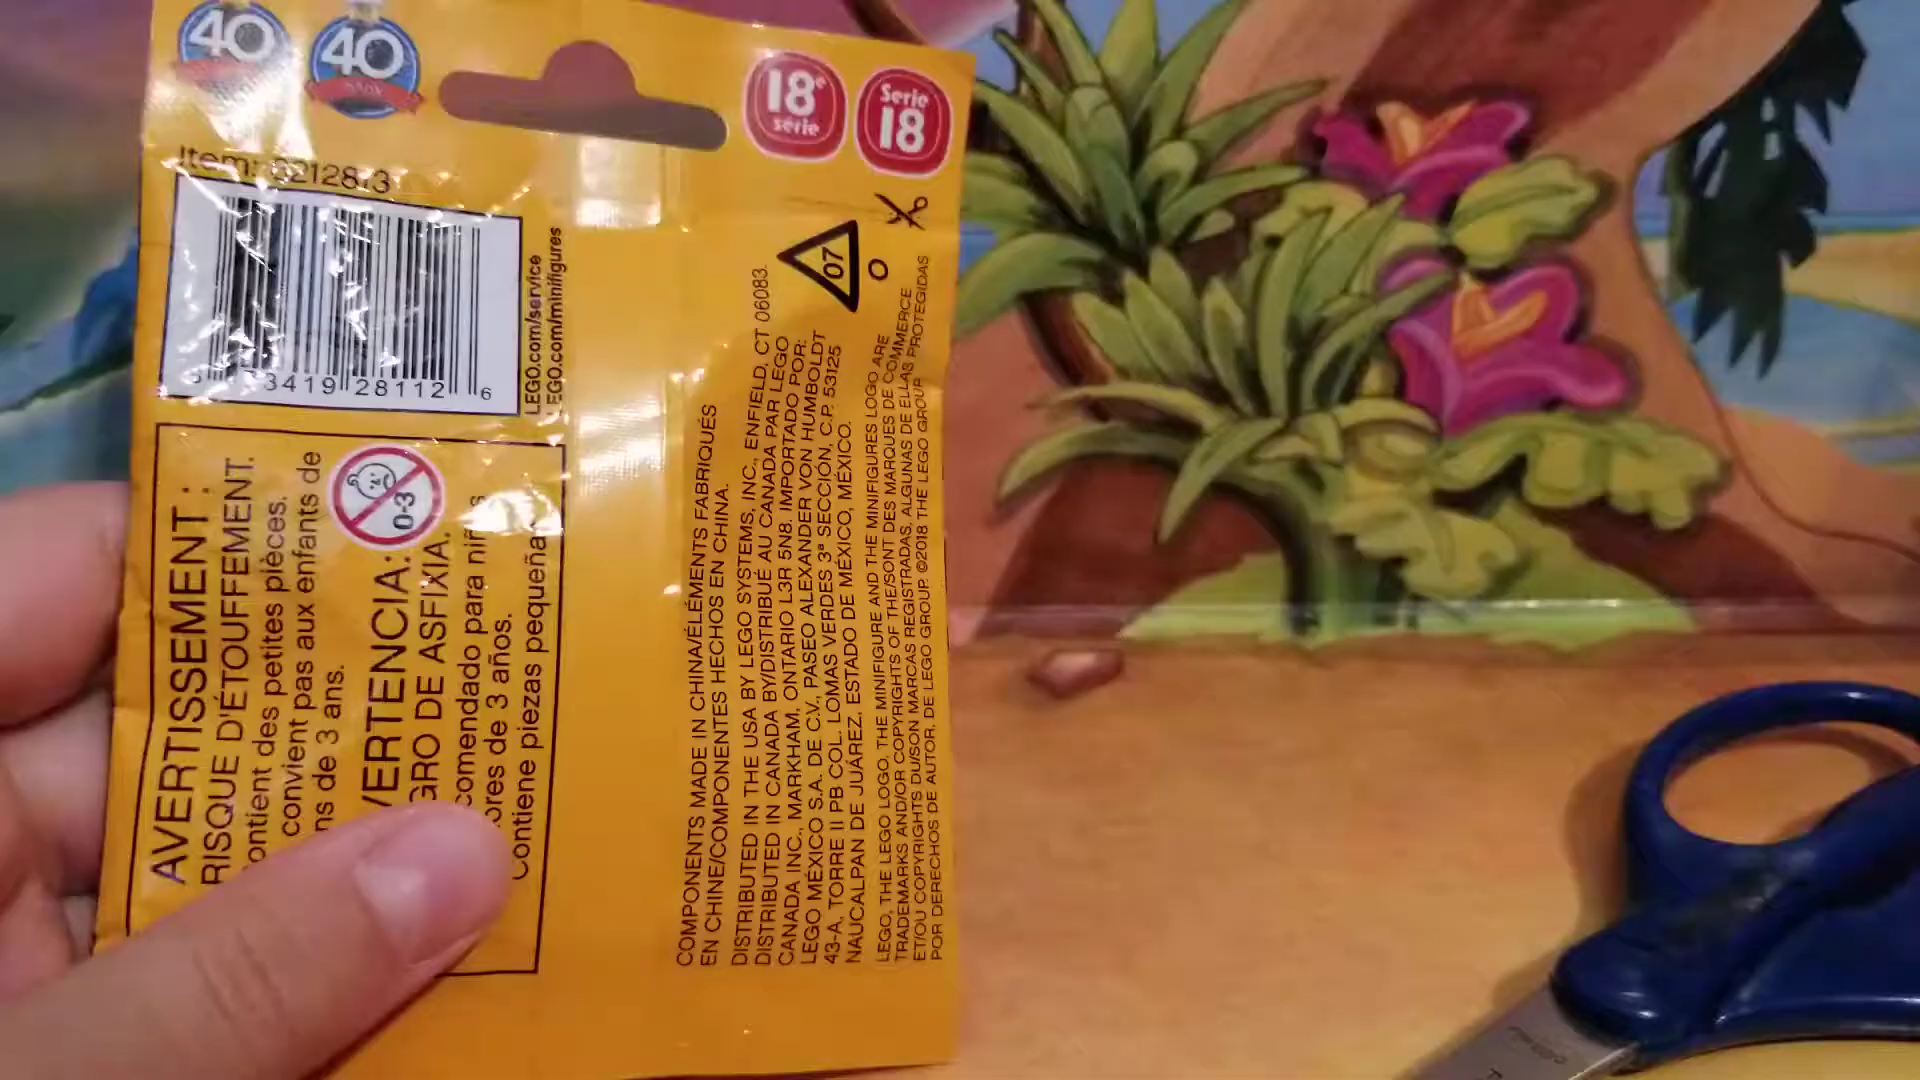 40
40
18e
série
Serie
18
Item:
3419 28112 6
LEGO.com/service
LEGO.com/minifigures
07
AVERTISSEMENT :
RISQUE D'ÉTOUFFEMENT.
ontient des petites pièces.
convient pas aux enfants de
ns de 3 ans.
0-3
VERTENCIA:
GRO DE ASFIXIA.
comendado para niñ s
ores de 3 años.
Contiene piezas pequeña
COMPONENTS MADE IN CHINA/ÉLÉMENTS FABRIQUÉS
EN CHINE/COMPONENTES HECHOS EN CHINA.
DISTRIBUTED IN THE USA BY LEGO SYSTEMS, INC., ENFIELD, CT 06083.
DISTRIBUTED IN CANADA BY/DISTRIBUÉ AU CANADA PAR LEGO
CANADA INC., MARKHAM, ONTARIO L3R 5N8. IMPORTADO POR:
LEGO MÉXICO S.A. DE C.V., PASEO ALEXANDER VON HUMBOLDT
43-A, TORRE II PB COL. LOMAS VERDES 3ª SECCIÓN, C.P. 53125
NAUCALPAN DE JUÁREZ, ESTADO DE MÉXICO, MÉXICO.
LEGO, THE LEGO LOGO, THE MINIFIGURE AND THE MINIFIGURES LOGO ARE
TRADEMARKS AND/OR COPYRIGHTS OF THE/SONT DES MARQUES DE COMMERCE
ET/OU COPYRIGHTS DU/SON MARCAS REGISTRADAS, ALGUNAS DE ELLAS PROTEGIDAS
POR DERECHOS DE AUTOR, DE LEGO GROUP. ©2018 THE LEGO GROUP.